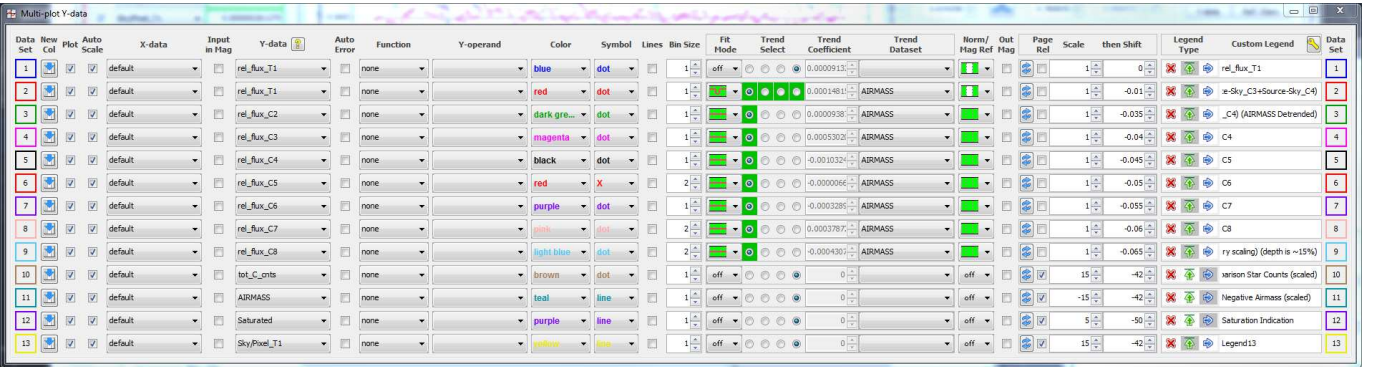 Multi-plot Y-data
Data Set New Col Plot Auto Scale X-data Input in Mag Y-data Auto Error Function Y-operand Color Symbol Lines Bin Size Fit Mode Trend Select Trend Coefficient Trend Dataset Norm/ Mag Ref Out Mag Page Rel Scale then Shift Legend Type Custom Legend Data Set
1 default rel_flux_T1 none blue dot 1 off 0.0000913 1 0 rel_flux_T1 1
2 default rel_flux_T1 none red dot 1 0.0001481 AIRMASS 1 -0.01 :e-Sky_C3+Source-Sky_C4) 2
3 default rel_flux_C2 none dark gre... dot 1 0.0000938 AIRMASS 1 -0.035 _C4) (AIRMASS Detrended) 3
4 default rel_flux_C3 none magenta dot 1 0.0005302 AIRMASS 1 -0.04 C4 4
5 default rel_flux_C4 none black dot 1 -0.0010324 AIRMASS 1 -0.045 C5 5
6 default rel_flux_C5 none red X 2 -0.0000066 AIRMASS 1 -0.05 C6 6
7 default rel_flux_C6 none purple dot 2 -0.0003289 AIRMASS 1 -0.055 C7 7
8 default rel_flux_C7 none pink dot 2 0.0003787 AIRMASS 1 -0.06 C8 8
9 default rel_flux_C8 none light blue dot 2 -0.0004307 AIRMASS 1 -0.065 ry scaling) (depth is ~15%) 9
10 default tot_C_cnts none brown dot 1 off 0 off 15 -42 arison Star Counts (scaled) 10
11 default AIRMASS none teal line 1 off 0 off -15 -42 Negative Airmass (scaled) 11
12 default Saturated none purple line 1 off 0 off 5 -50 Saturation Indication 12
13 default Sky/Pixel_T1 none yellow line 1 off 0 off 15 -42 Legend13 13